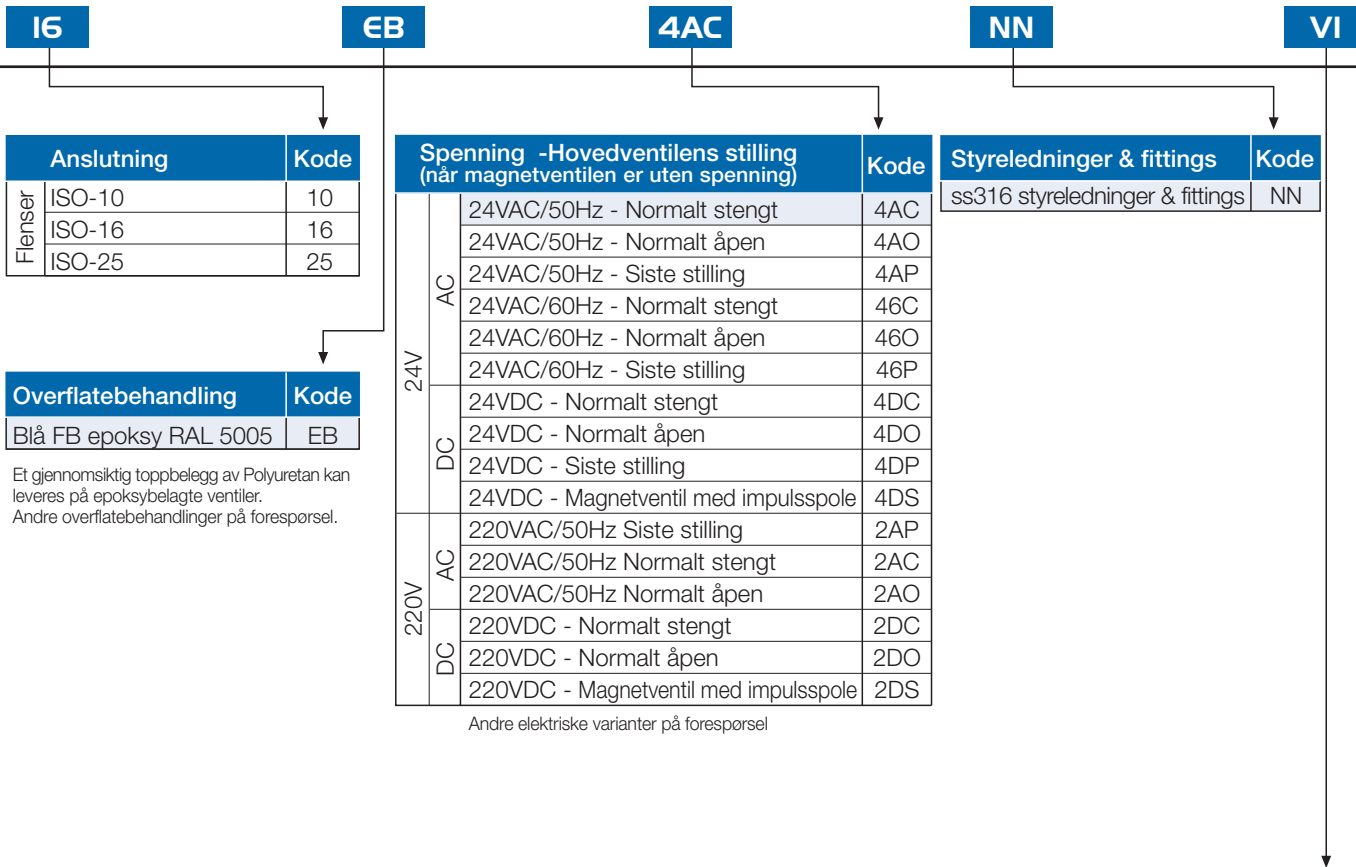 16 EB 4AC NN VI
Anslutning Kode
Flenser
ISO-10 10
ISO-16 16
ISO-25 25
Overflatebehandling Kode
Blå FB epoksy RAL 5005 EB
Et gjennomsiktig toppbelegg av Polyuretan kan
leveres på epoksybelagte ventiler.
Andre overflatebehandlinger på forespørsel.
Spenning -Hovedventilens stilling Kode
(når magnetventilen er uten spenning)
24V
AC
24VAC/50Hz - Normalt stengt 4AC
24VAC/50Hz - Normalt åpen 4AO
24VAC/50Hz - Siste stilling 4AP
24VAC/60Hz - Normalt stengt 46C
24VAC/60Hz - Normalt åpen 46O
24VAC/60Hz - Siste stilling 46P
DC
24VDC - Normalt stengt 4DC
24VDC - Normalt åpen 4DO
24VDC - Siste stilling 4DP
24VDC - Magnetventil med impulsspole 4DS
220V
AC
220VAC/50Hz Siste stilling 2AP
220VAC/50Hz Normalt stengt 2AC
220VAC/50Hz Normalt åpen 2AO
DC
220VDC - Normalt stengt 2DC
220VDC - Normalt åpen 2DO
220VDC - Magnetventil med impulsspole 2DS
Andre elektriske varianter på forespørsel
Styreledninger & fittings Kode
ss316 styreledninger & fittings NN